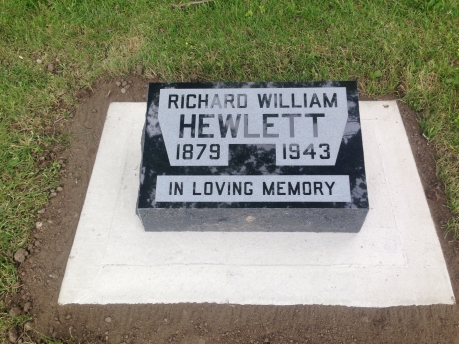 RICHARD WILLIAM
HEWLETT
1879 1943
IN LOVING MEMORY